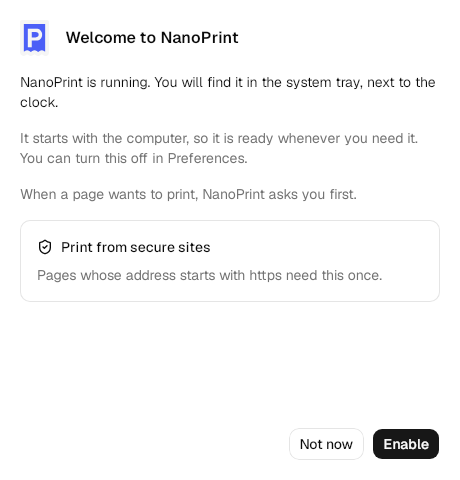 P
Welcome to NanoPrint
NanoPrint is running. You will find it in the system tray, next to the
clock.
It starts with the computer, so it is ready whenever you need it.
You can turn this off in Preferences.
When a page wants to print, NanoPrint asks you first.
Print from secure sites
Pages whose address starts with https need this once.
Not now
Enable